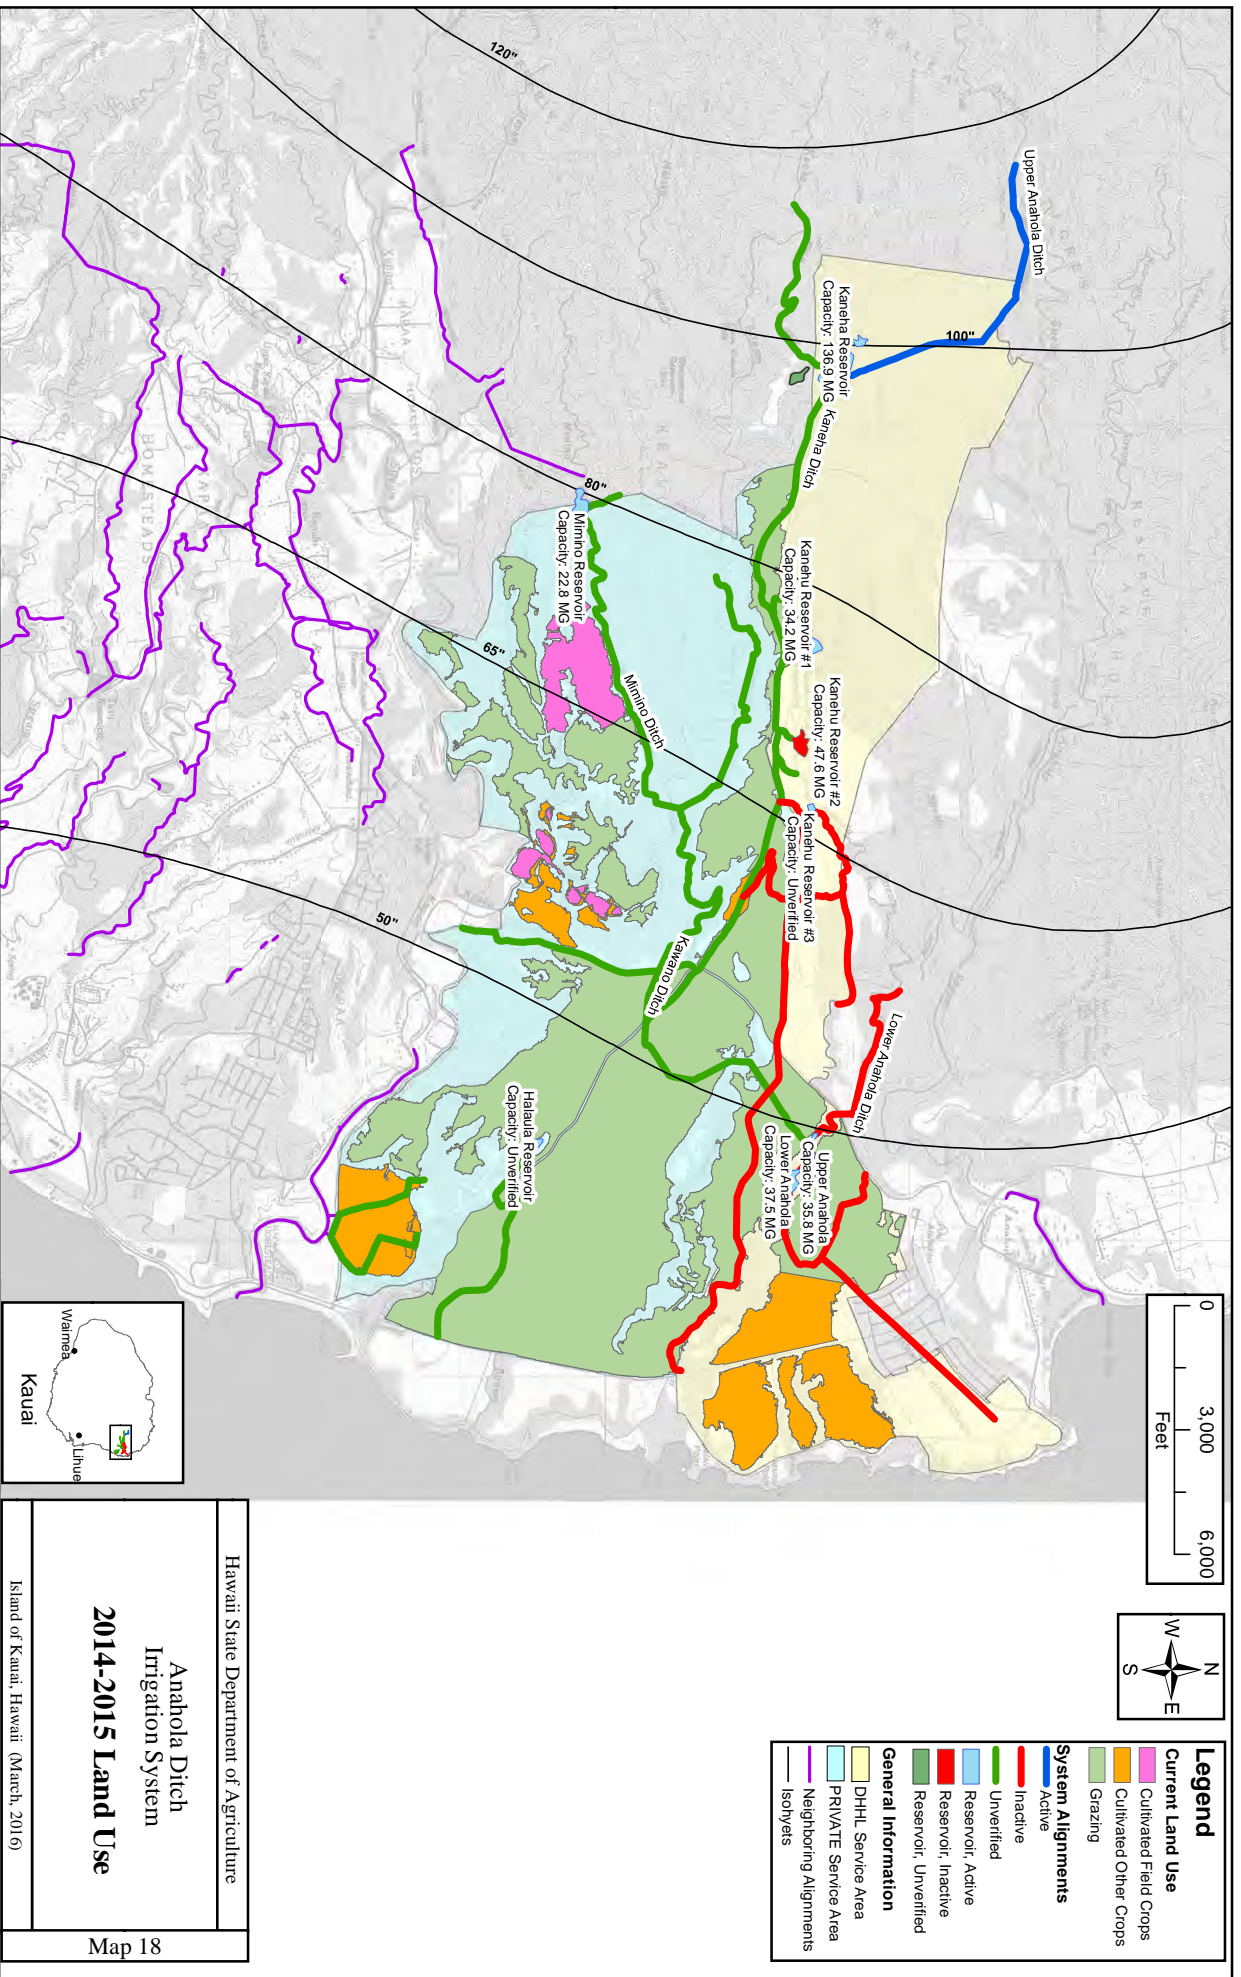 120"
Upper Anahola Ditch
100"
Kaneha Reservoir
Capacity: 136.9 MG
Kaneha Ditch
80"
Mimino Reservoir
Capacity: 22.8 MG
Kanehu Reservoir #1
Capacity: 34.2 MG
Kanehu Reservoir #2
Capacity: 47.6 MG
Kanehu Reservoir #3
Capacity: Unverified
65"
Mimino Ditch
Kawano Ditch
50"
Lower Anahola Ditch
Upper Anahola
Capacity: 35.8 MG
Lower Anahola
Capacity: 37.5 MG
Halaula Reservoir
Capacity: Unverified
0 3,000 6,000
Feet
N
W E
S
Legend
Current Land Use
Cultivated Field Crops
Cultivated Other Crops
Grazing
System Alignments
Active
Inactive
Unverified
Reservoir, Active
Reservoir, Inactive
Reservoir, Unverified
General Information
DHHL Service Area
PRIVATE Service Area
Neighboring Alignments
Isohyets
Waimea
Lihue
Kauai
Hawaii State Department of Agriculture
Anahola Ditch
Irrigation System
2014-2015 Land Use
Island of Kauai, Hawaii (March, 2016)
Map 18